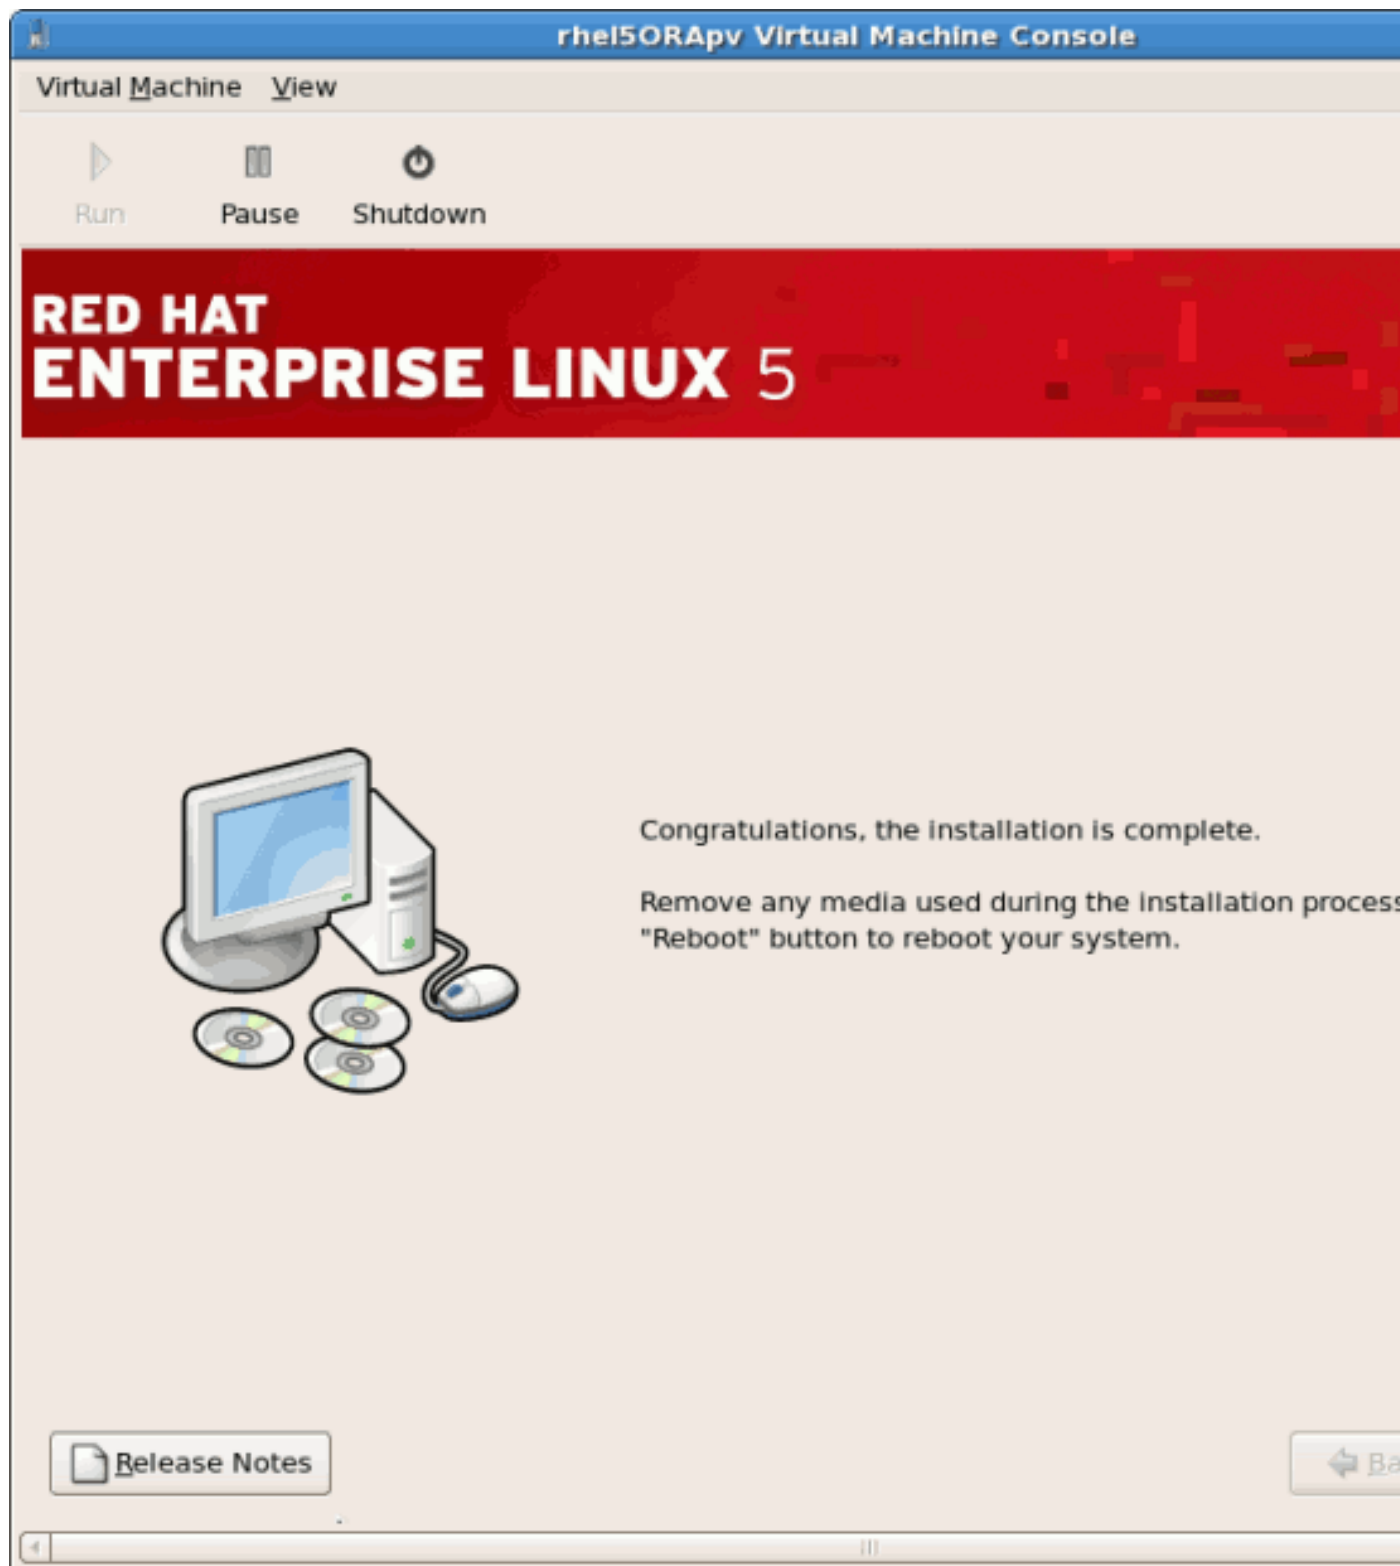 rhel5ORApv Virtual Machine Console
Virtual Machine View
Run Pause Shutdown
RED HAT
ENTERPRISE LINUX 5
Congratulations, the installation is complete.
Remove any media used during the installation process
"Reboot" button to reboot your system.
Release Notes